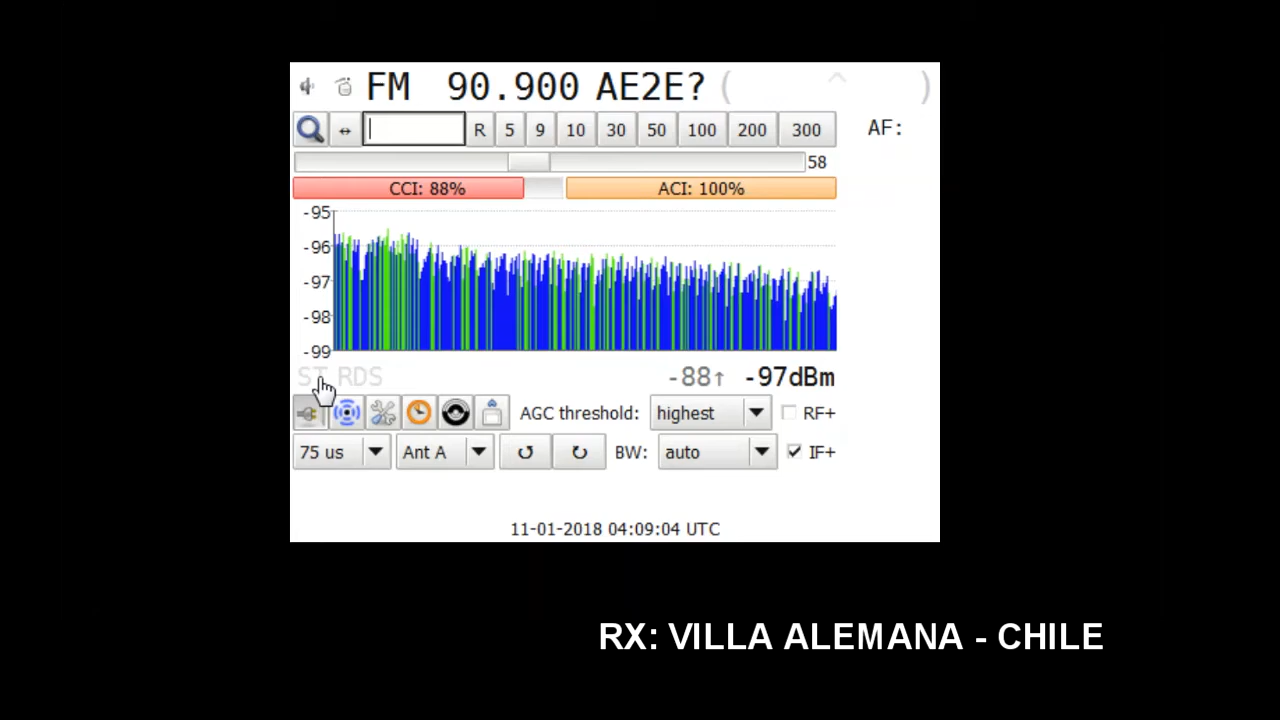 FM 90.900 AE2E? ( ^ )
R 5 9 10 30 50 100 200 300 AF:
58
CCI: 88% ACI: 100%
-95
-96
-97
-98
-99
ST RDS -88↑ -97dBm
AGC threshold: highest RF+
75 us Ant A ↺ ↻ BW: auto IF+
11-01-2018 04:09:04 UTC
RX: VILLA ALEMANA - CHILE